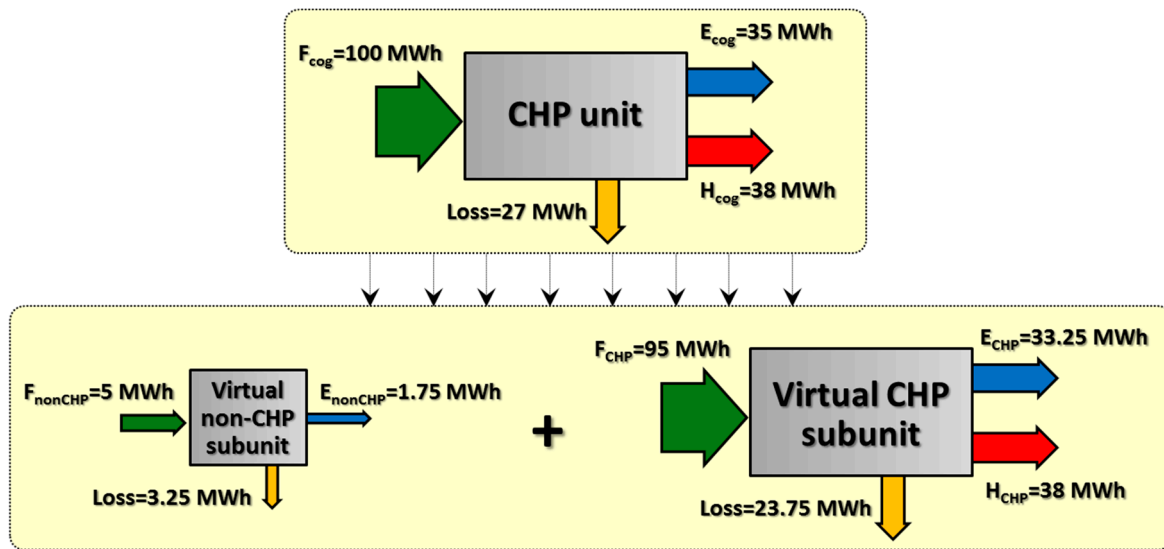 E_cog=35 MWh
F_cog=100 MWh
CHP unit
H_cog=38 MWh
Loss=27 MWh
E_CHP=33.25 MWh
F_CHP=95 MWh
F_nonCHP=5 MWh
Virtual
non-CHP
subunit
E_nonCHP=1.75 MWh
+
Virtual CHP
subunit
Loss=3.25 MWh
H_CHP=38 MWh
Loss=23.75 MWh